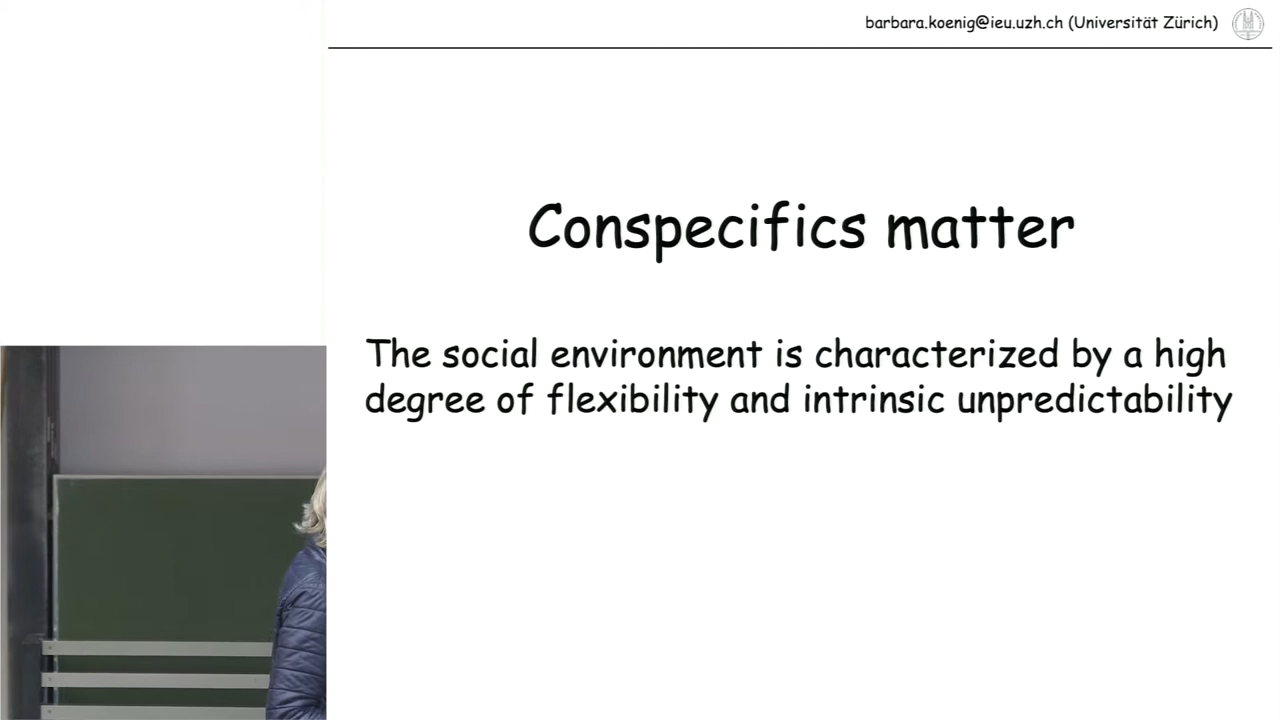 barbara.koenig@ieu.uzh.ch (Universität Zürich)
Conspecifics matter
The social environment is characterized by a high
degree of flexibility and intrinsic unpredictability